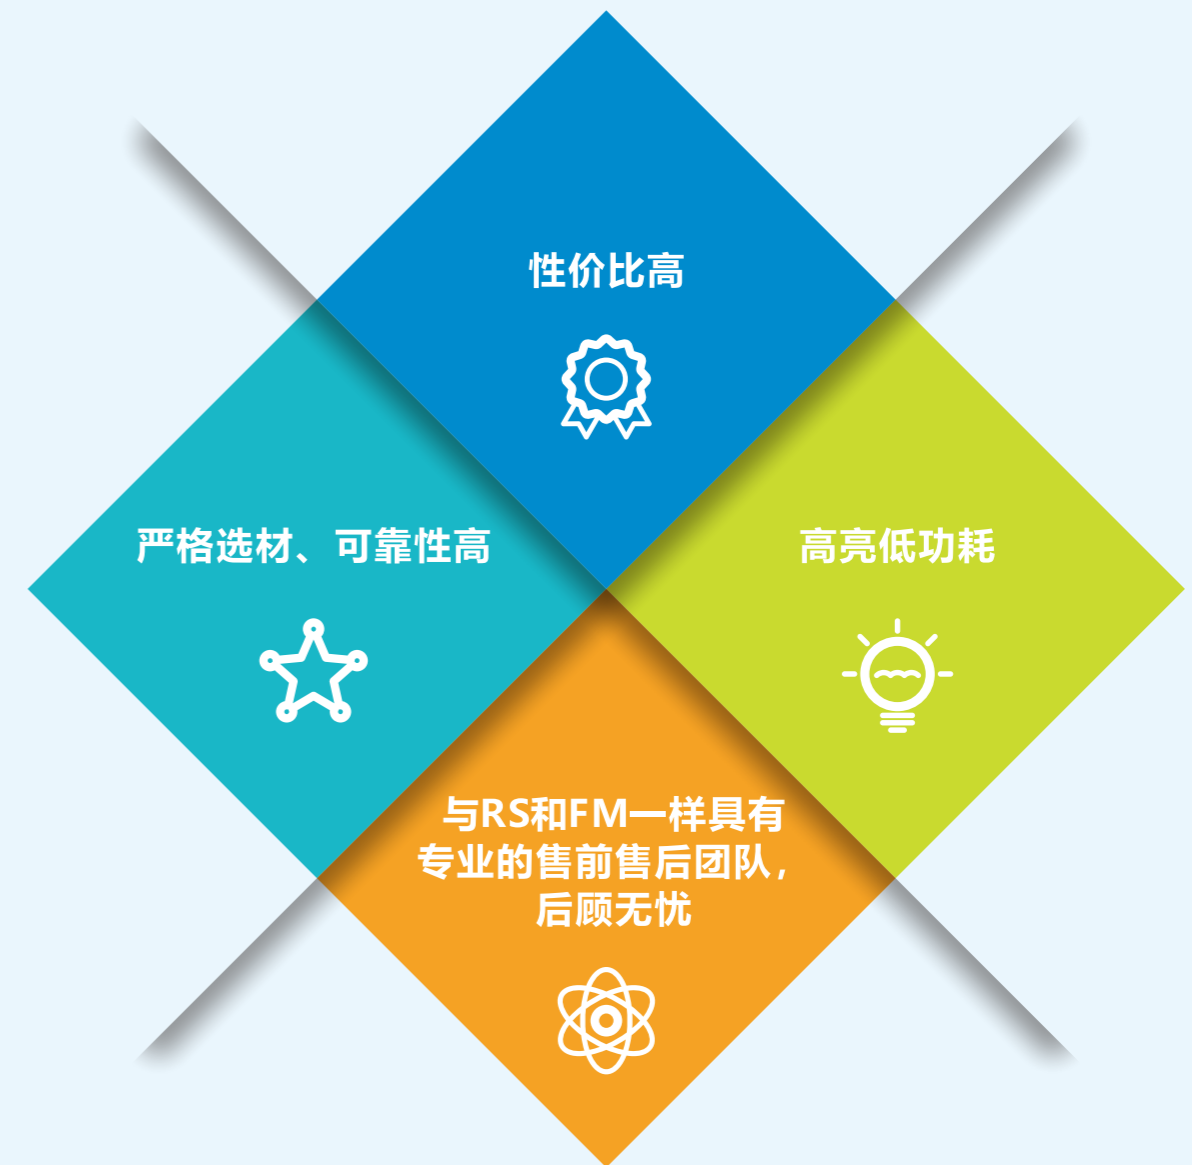 性价比高
严格选材、可靠性高
高亮低功耗
与RS和FM一样具有
专业的售前售后团队，
后顾无忧